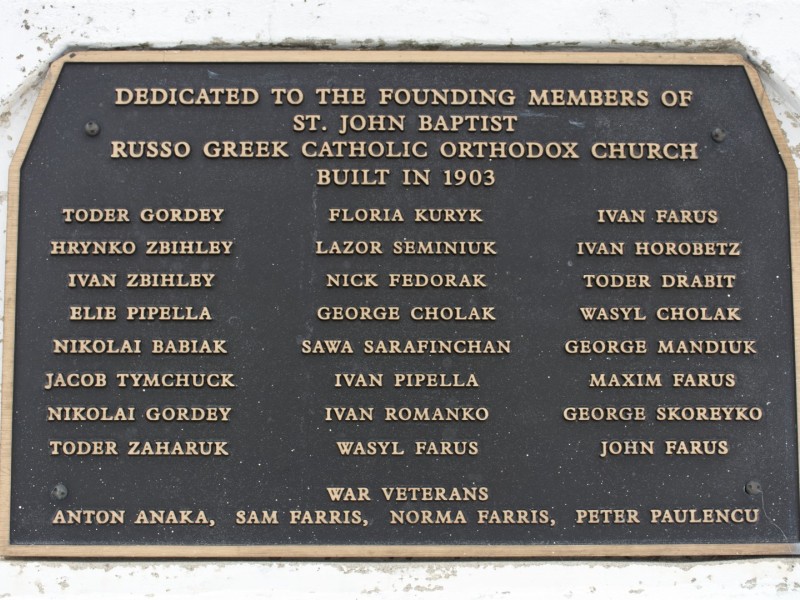 DEDICATED TO THE FOUNDING MEMBERS OF
ST. JOHN BAPTIST
RUSSO GREEK CATHOLIC ORTHODOX CHURCH
BUILT IN 1903
TODER GORDEY FLORIA KURYK IVAN FARUS
HRYNKO ZBIHLEY LAZOR SEMINIUK IVAN HOROBETZ
IVAN ZBIHLEY NICK FEDORAK TODER DRABIT
ELIE PIPELLA GEORGE CHOLAK WASYL CHOLAK
NIKOLAI BABIAK SAWA SARAFINCHAN GEORGE MANDIUK
JACOB TYMCHUCK IVAN PIPELLA MAXIM FARUS
NIKOLAI GORDEY IVAN ROMANKO GEORGE SKOREYKO
TODER ZAHARUK WASYL FARUS JOHN FARUS
WAR VETERANS
ANTON ANAKA, SAM FARRIS, NORMA FARRIS, PETER PAULENCU